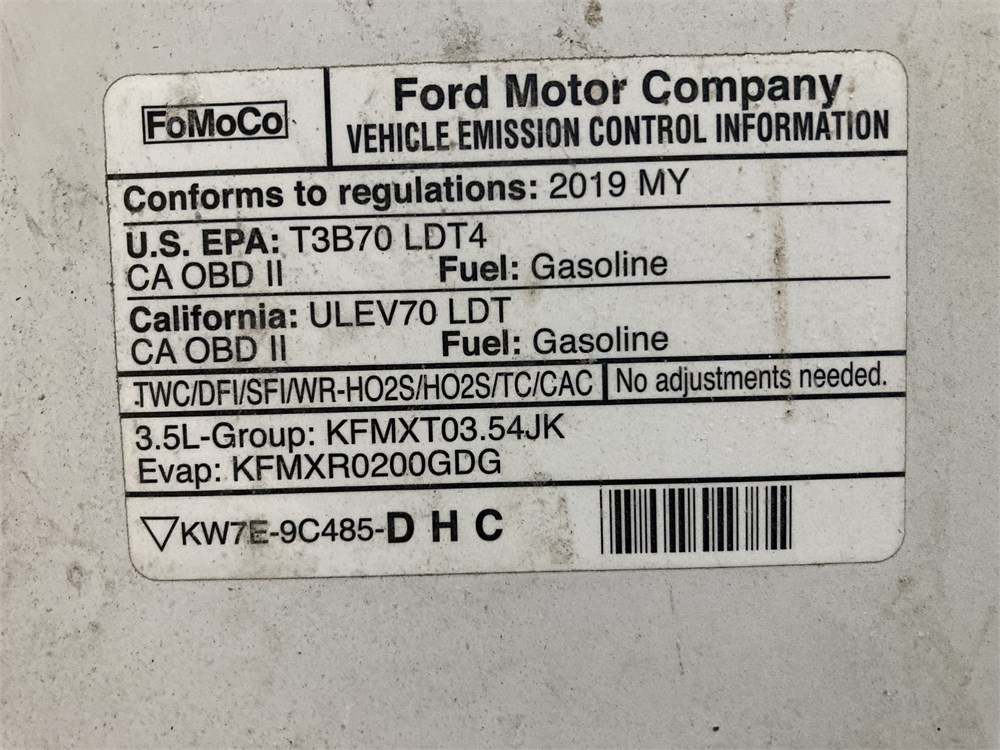 FoMoCo
Ford Motor Company
VEHICLE EMISSION CONTROL INFORMATION
Conforms to regulations: 2019 MY
U.S. EPA: T3B70 LDT4
CA OBD II Fuel: Gasoline
California: ULEV70 LDT
CA OBD II Fuel: Gasoline
TWC/DFI/SFI/WR-HO2S/HO2S/TC/CAC No adjustments needed.
3.5L-Group: KFMXT03.54JK
Evap: KFMXR0200GDG
▽KW7E-9C485-D H C